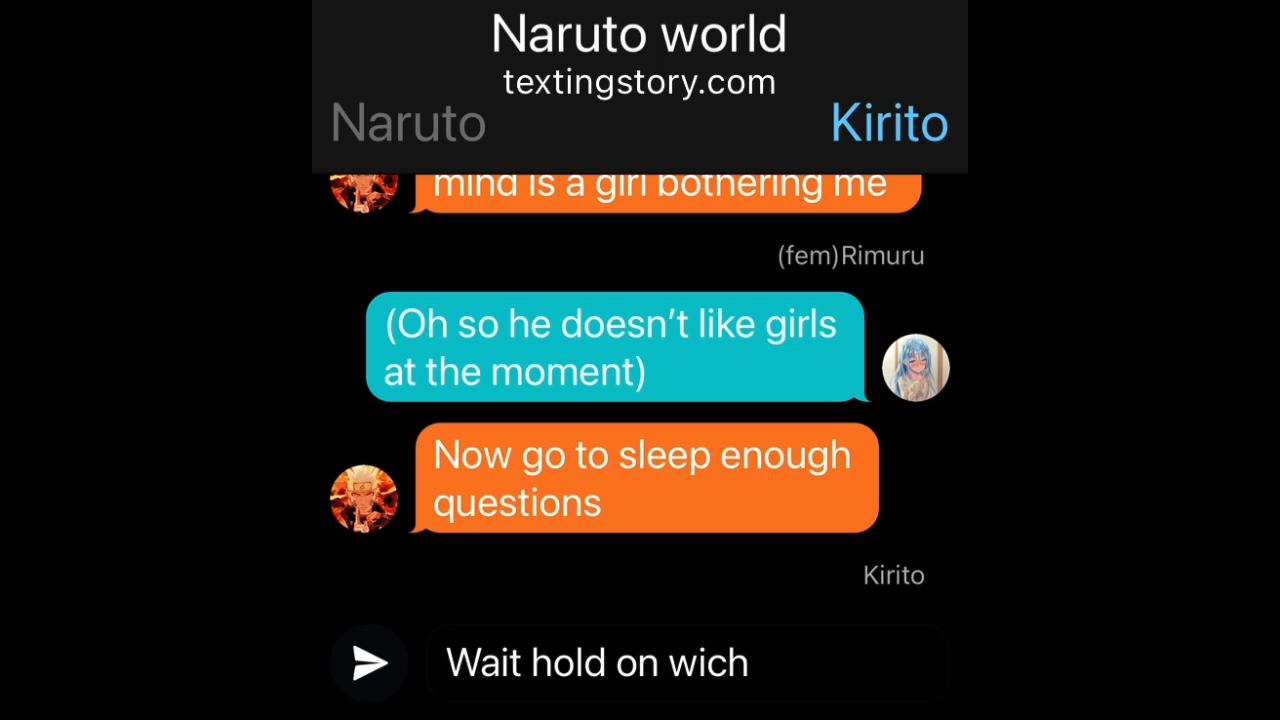 Naruto world
textingstory.com
Naruto
Kirito
mind is a girl bothering me
(fem)Rimuru
(Oh so he doesn’t like girls
at the moment)
Now go to sleep enough
questions
Kirito
Wait hold on wich